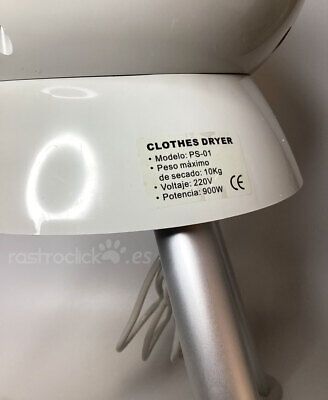 CLOTHES DRYER
• Modelo: PS-01
• Peso máximo
de secado: 10Kg
• Voltaje: 220V
• Potencia: 900W
CE
rastroclick.es